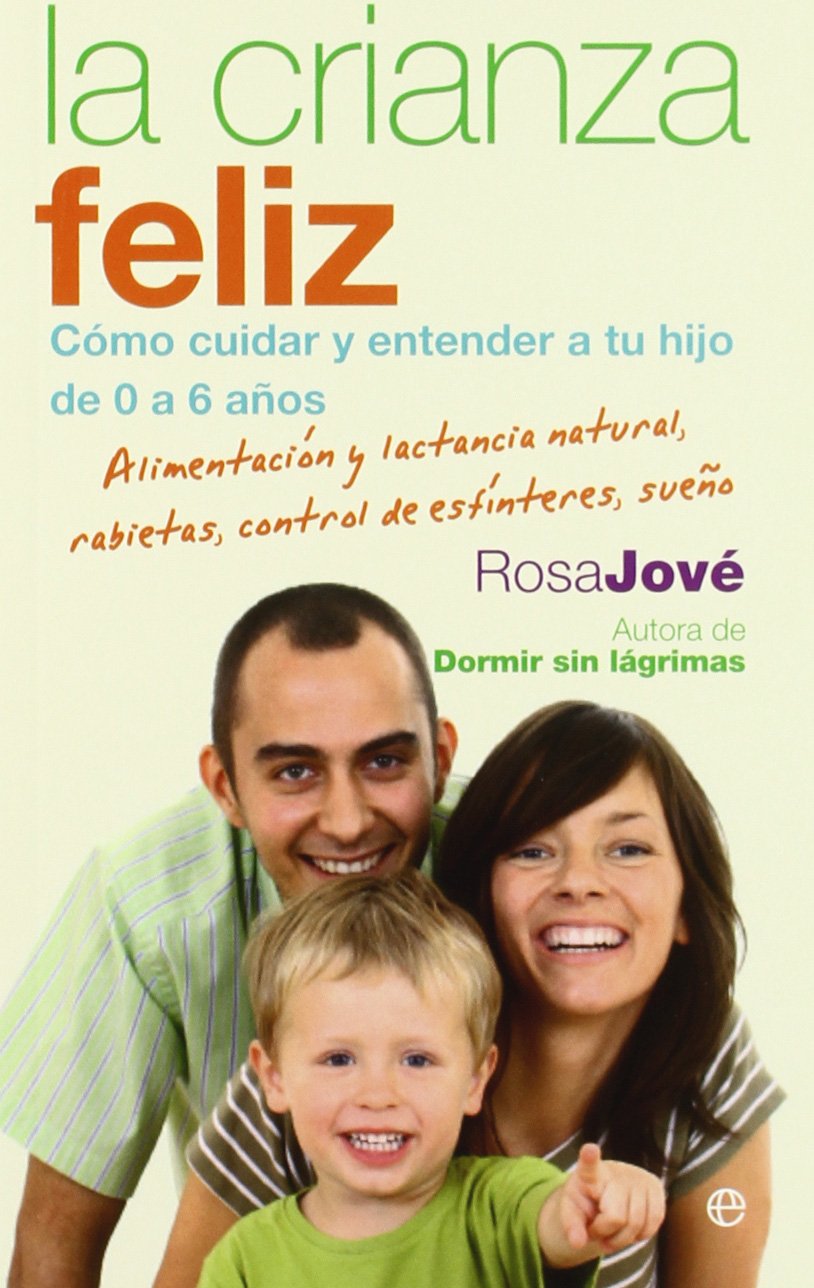 la crianza
feliz
Cómo cuidar y entender a tu hijo
de 0 a 6 años
Alimentación y lactancia natural,
rabietas, control de esfínteres, sueño
RosaJové
Autora de
Dormir sin lágrimas
e